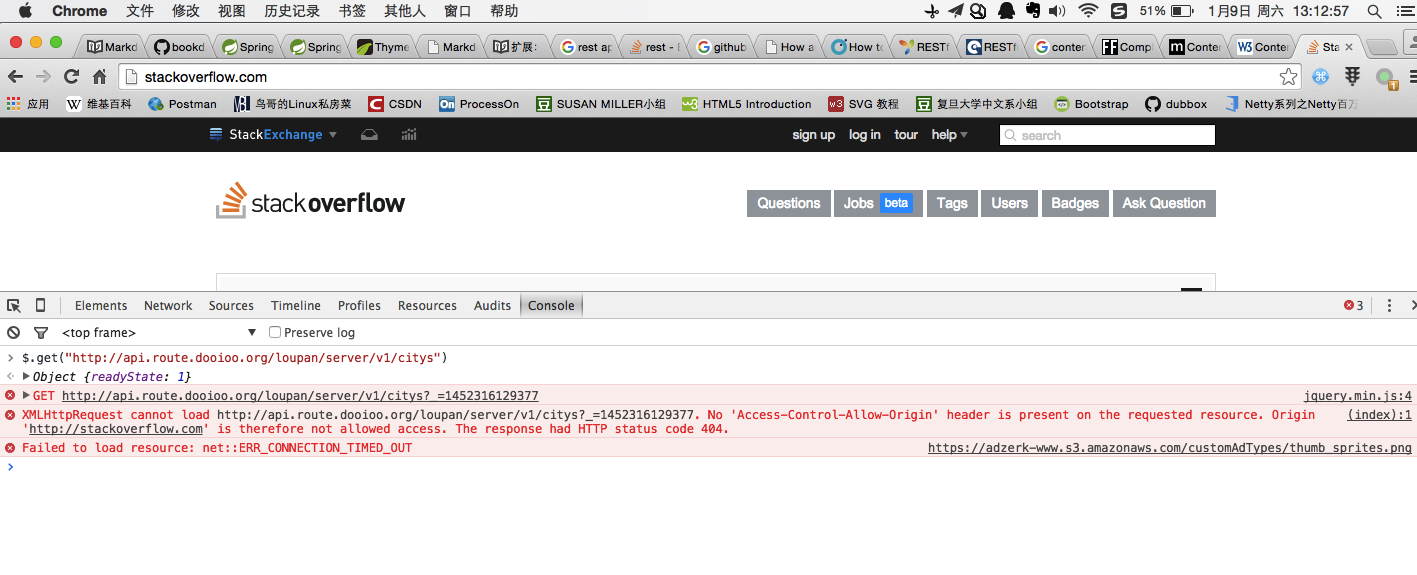 Chrome 文件 修改 视图 历史记录 书签 其他人 窗口 帮助 51% 1月9日 周六 13:12:57
Markd bookd Spring Spring Thyme Markd 扩展: rest ap rest - github How a How to RESTf RESTf conter Comp Conter Conter Sta
stackoverflow.com
应用 维基百科 Postman 鸟哥的Linux私房菜 CSDN ProcessOn SUSAN MILLER小组 HTML5 Introduction SVG 教程 复旦大学中文系小组 Bootstrap dubbox Netty系列之Netty百万
StackExchange sign up log in tour help search
stackoverflow Questions Jobs beta Tags Users Badges Ask Question
Elements Network Sources Timeline Profiles Resources Audits Console 3
<top frame> Preserve log
$.get("http://api.route.dooioo.org/loupan/server/v1/citys")
Object {readyState: 1}
GET http://api.route.dooioo.org/loupan/server/v1/citys?_=1452316129377 jquery.min.js:4
XMLHttpRequest cannot load http://api.route.dooioo.org/loupan/server/v1/citys?_=1452316129377. No 'Access-Control-Allow-Origin' header is present on the requested resource. Origin (index):1
'http://stackoverflow.com' is therefore not allowed access. The response had HTTP status code 404.
Failed to load resource: net::ERR_CONNECTION_TIMED_OUT https://adzerk-www.s3.amazonaws.com/customAdTypes/thumb_sprites.png